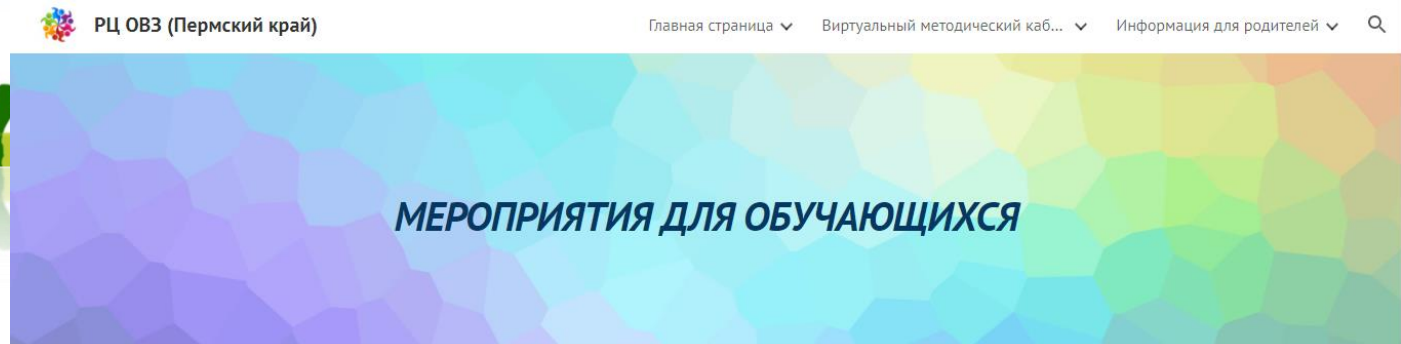 РЦ ОВЗ (Пермский край)
Главная страница
Виртуальный методический каб...
Информация для родителей
МЕРОПРИЯТИЯ ДЛЯ ОБУЧАЮЩИХСЯ